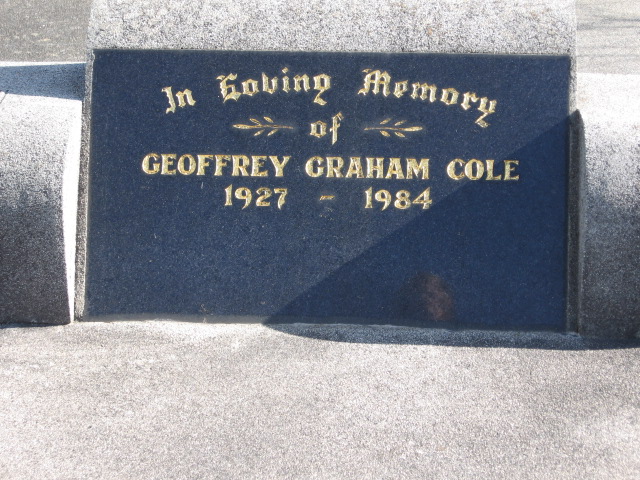 In Loving Memory
of
GEOFFREY GRAHAM COLE
1927 - 1984